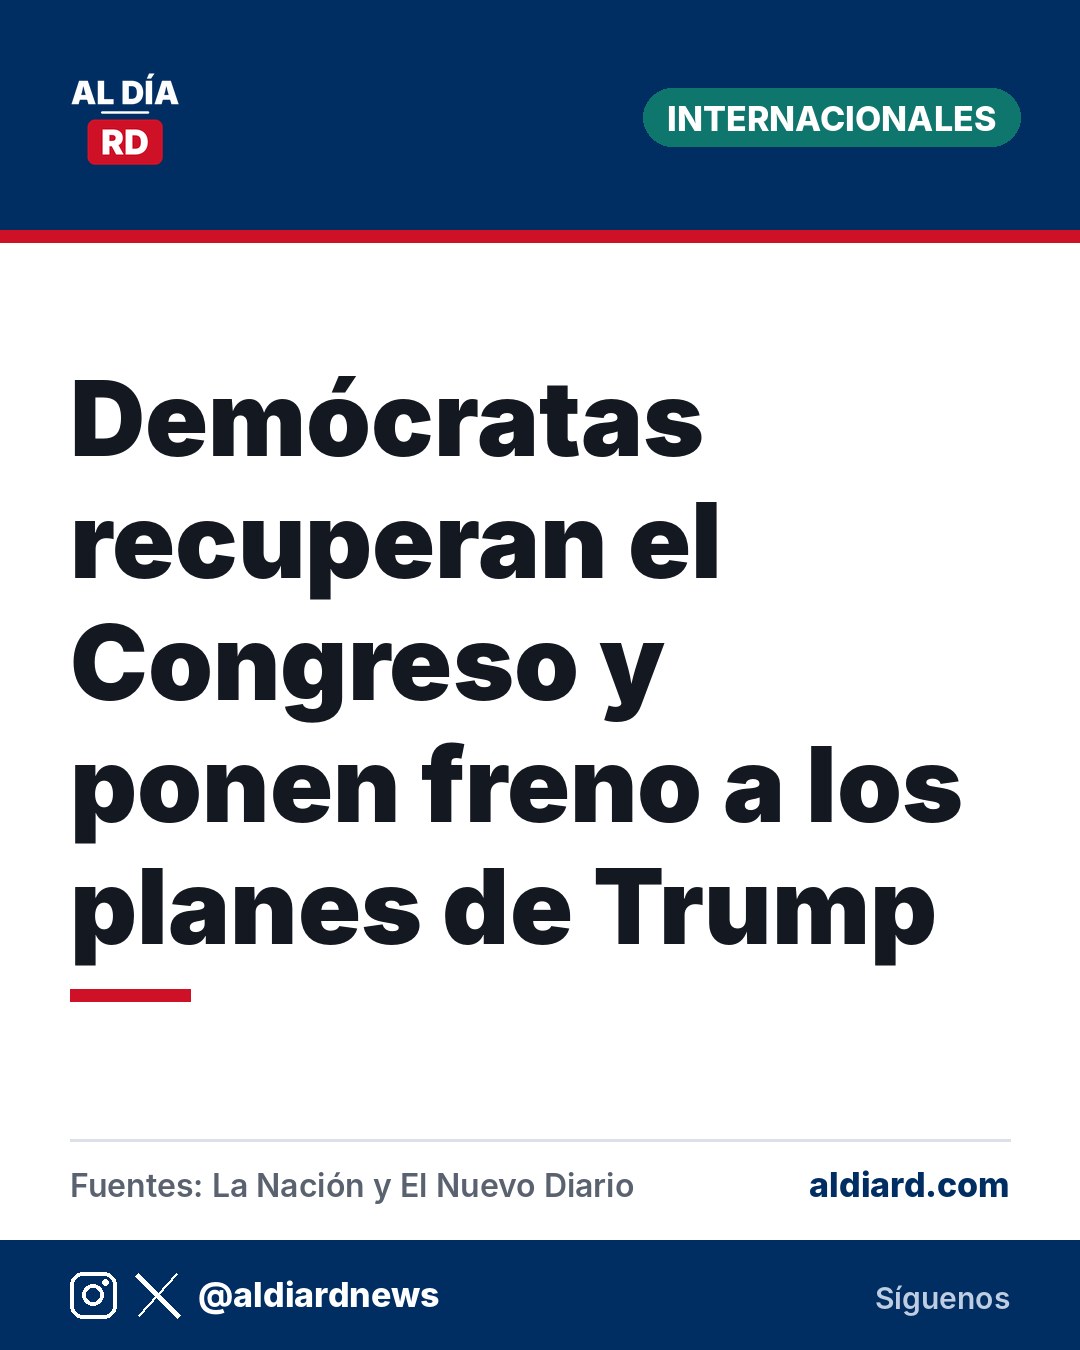 AL DÍA
RD
INTERNACIONALES
Demócratas
recuperan el
Congreso y
ponen freno a los
planes de Trump
Fuentes: La Nación y El Nuevo Diario
aldiard.com
@aldiardnews
Síguenos